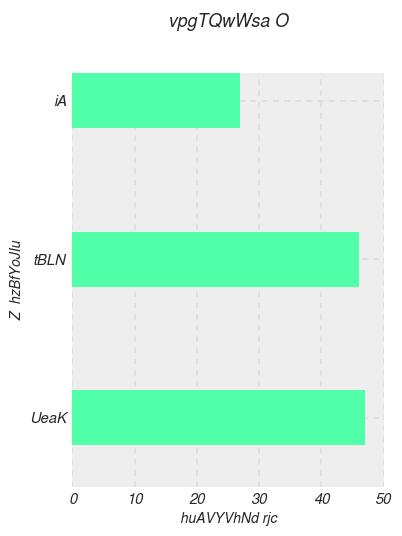 vpgTQwWsa O
iA
tBLN
UeaK
Z hzBfYoJlu
0 10 20 30 40 50
huAVYVhNd rjc